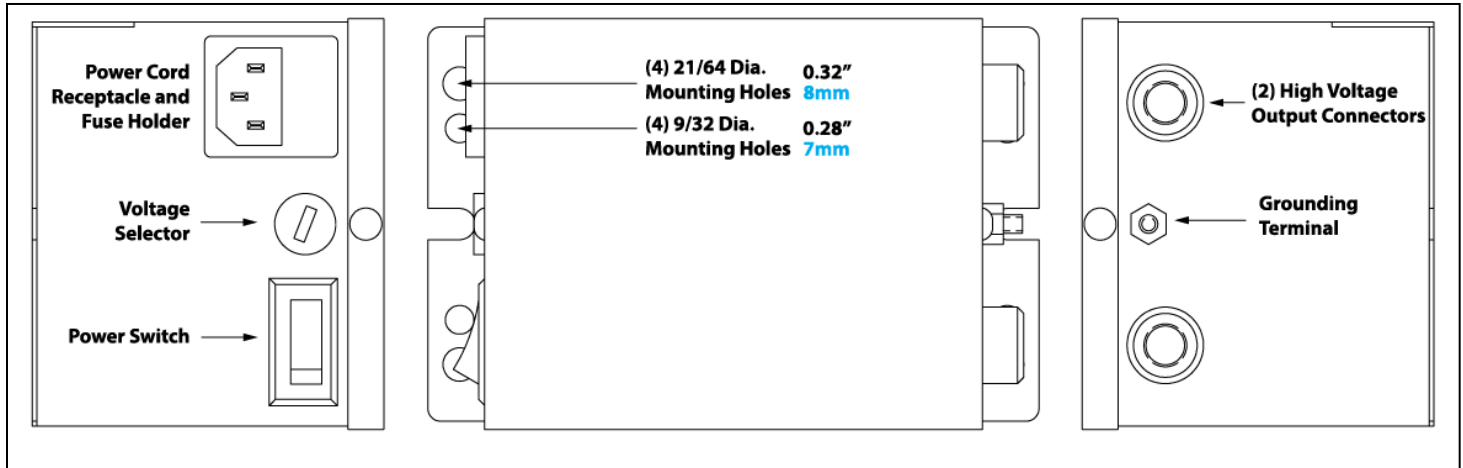 Power Cord
Receptacle and
Fuse Holder
Voltage
Selector
Power Switch
(4) 21/64 Dia. 0.32″
Mounting Holes 8mm
(4) 9/32 Dia. 0.28″
Mounting Holes 7mm
(2) High Voltage
Output Connectors
Grounding
Terminal